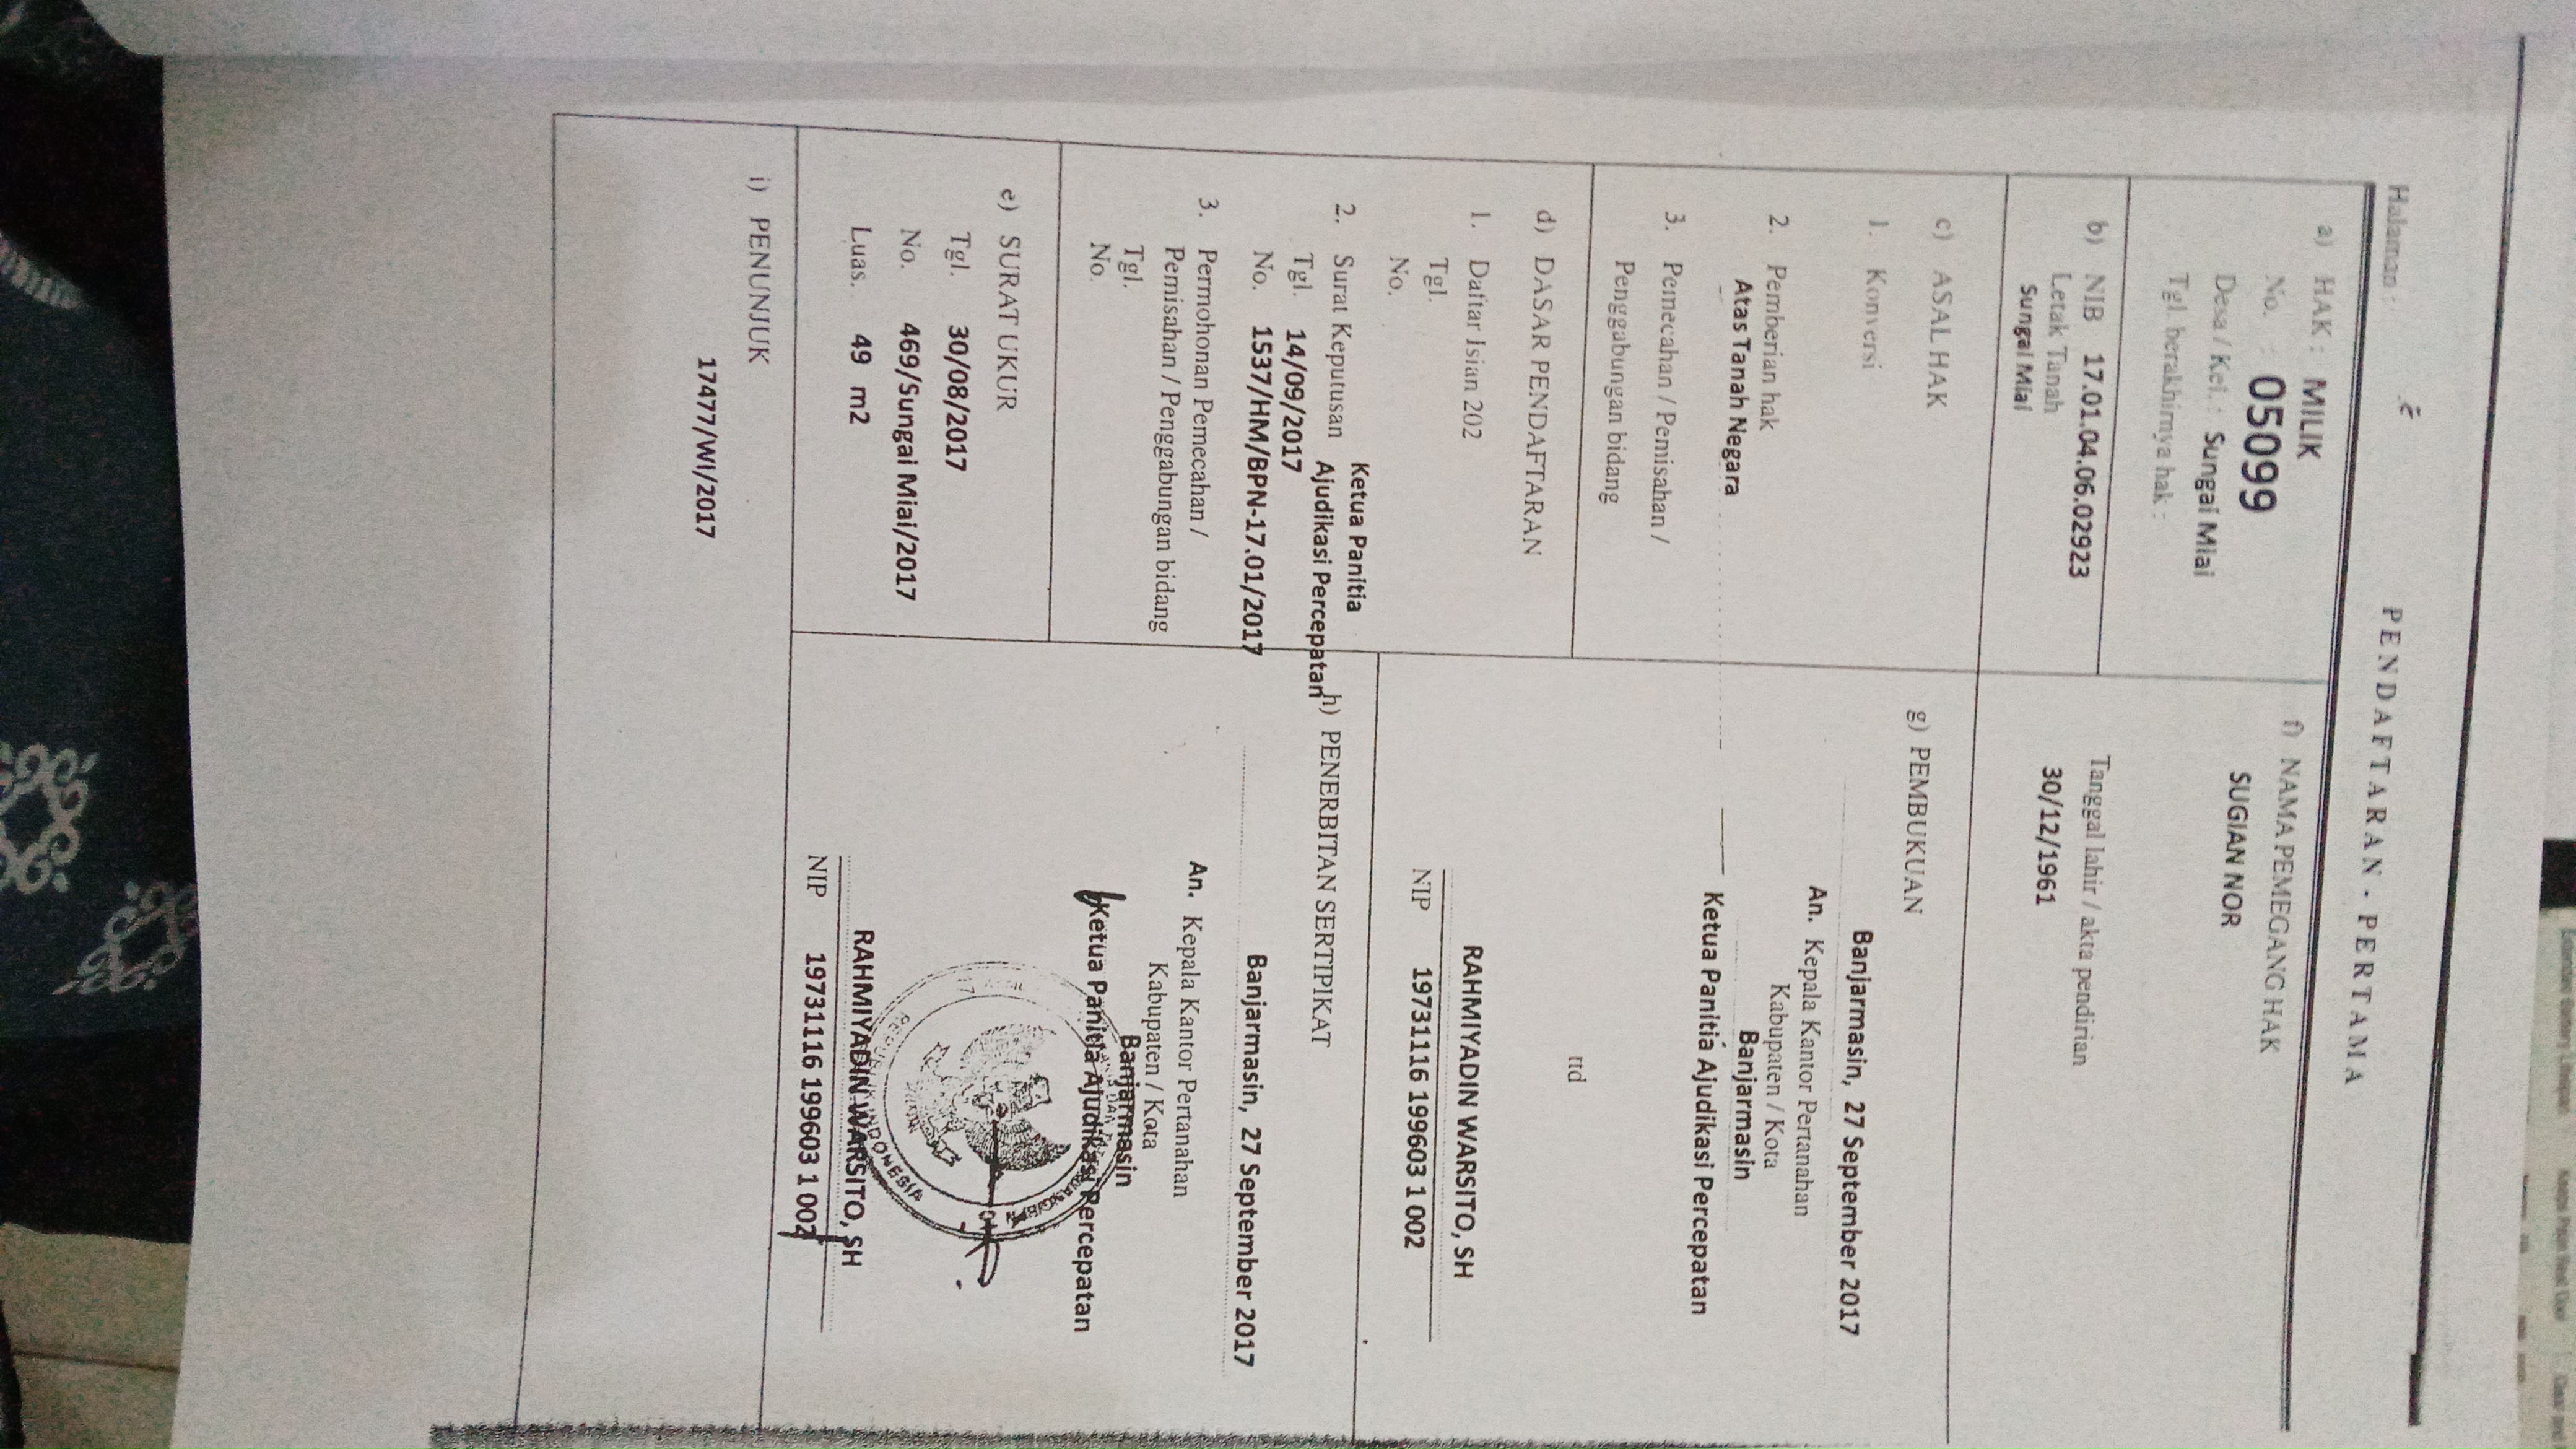 Halaman :
PENDAFTARAN - PERTAMA
a) HAK : MILIK
No. : 05099
Desa / Kel. : Sungai Miai
Tgl. berakhirnya hak :
b) NIB 17.01.04.06.02923
Letak Tanah
Sungai Miai
c) ASAL HAK
1. Konversi
2. Pemberian hak
Atas Tanah Negara
3. Pemecahan / Pemisahan /
Penggabungan bidang
d) DASAR PENDAFTARAN
1. Daftar Isian 202
Tgl.
No.
Ketua Panitia
2. Surat Keputusan Ajudikasi Percepatan
Tgl. 14/09/2017
No. 1537/HM/BPN-17.01/2017
3. Permohonan Pemecahan /
Pemisahan / Penggabungan bidang
Tgl.
No.
e) SURAT UKUR
Tgl. 30/08/2017
No. 469/Sungai Miai/2017
Luas. 49 m2
f) NAMA PEMEGANG HAK
SUGIAN NOR
Tanggal lahir / akta pendirian
30/12/1961
g) PEMBUKUAN
Banjarmasin, 27 September 2017
An. Kepala Kantor Pertanahan
Kabupaten / Kota
Banjarmasin
Ketua Panitia Ajudikasi Percepatan
ttd
RAHMIYADIN WARSITO, SH
NIP 19731116 199603 1 002
h) PENERBITAN SERTIPIKAT
Banjarmasin, 27 September 2017
An. Kepala Kantor Pertanahan
Kabupaten / Kota
Banjarmasin
Ketua Panitia Ajudikasi Percepatan
INDONESIA
RAHMIYADIN WARSITO, SH
NIP 19731116 199603 1 002
i) PENUNJUK
17477/WI/2017